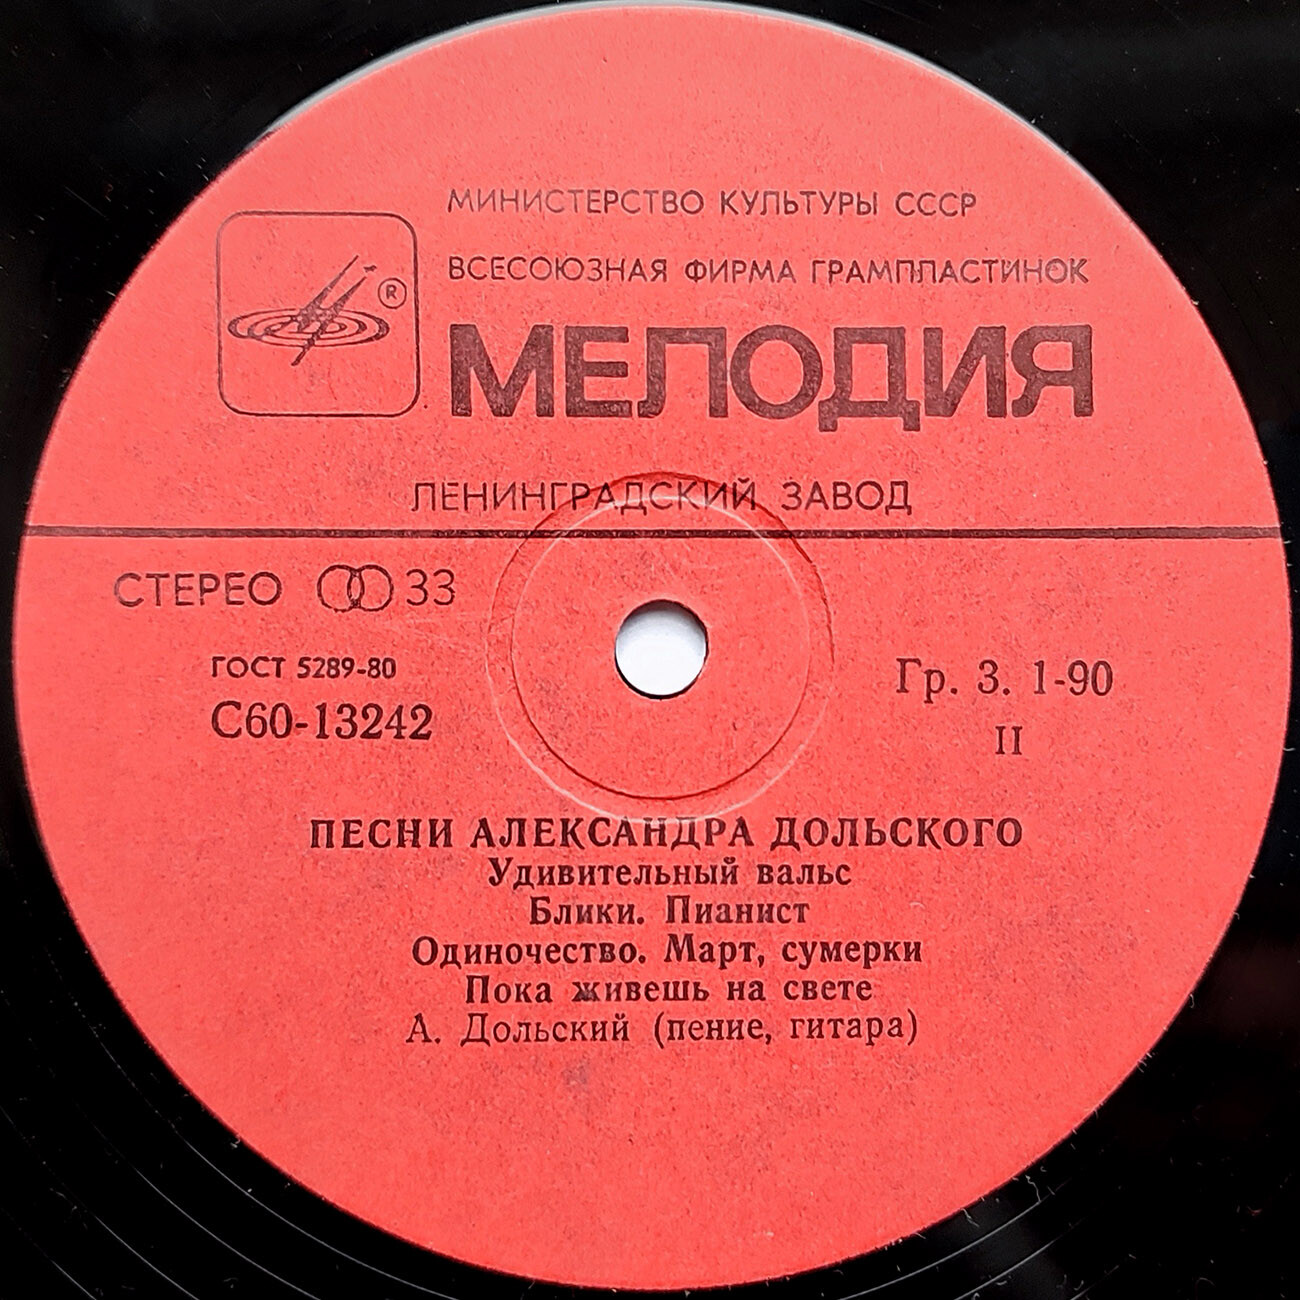 МИНИСТЕРСТВО КУЛЬТУРЫ СССР
ВСЕСОЮЗНАЯ ФИРМА ГРАМПЛАСТИНОК
®
МЕЛОДИЯ
ЛЕНИНГРАДСКИЙ ЗАВОД
СТЕРЕО 33
ГОСТ 5289-80
С60-13242
Гр. 3. 1-90
II
ПЕСНИ АЛЕКСАНДРА ДОЛЬСКОГО
Удивительный вальс
Блики. Пианист
Одиночество. Март, сумерки
Пока живешь на свете
А. Дольский (пение, гитара)